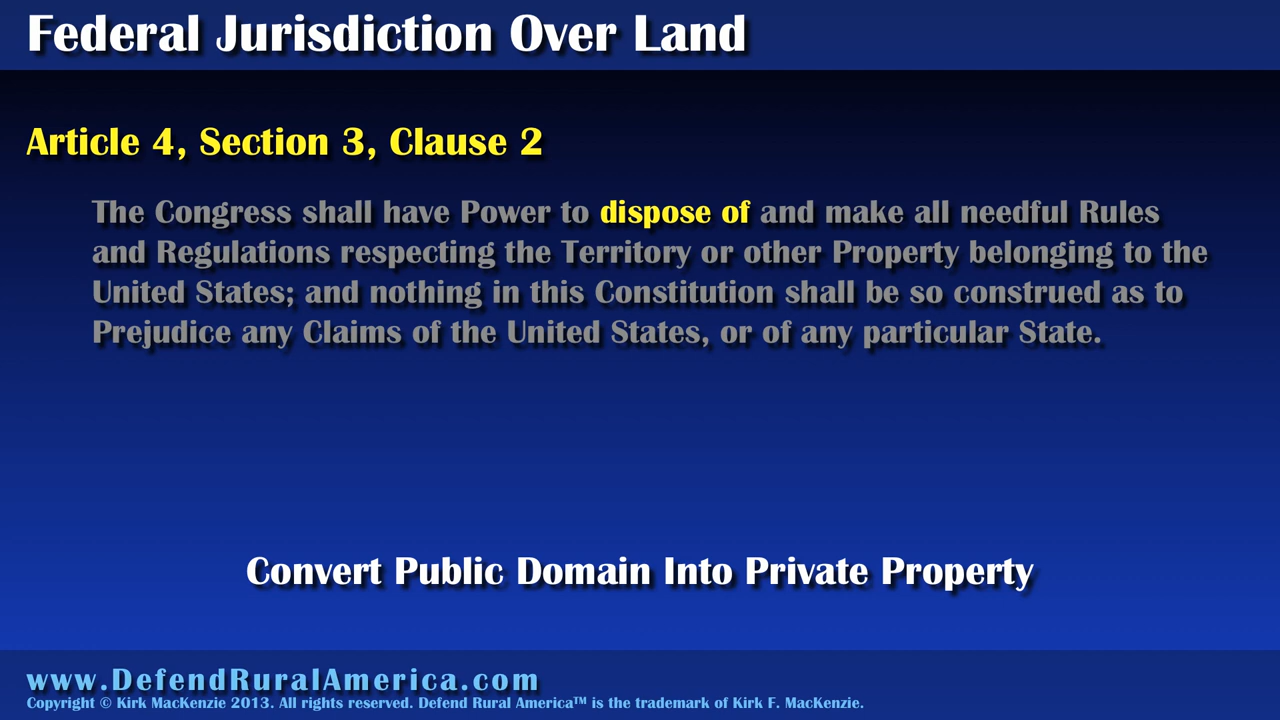 Federal Jurisdiction Over Land
Article 4, Section 3, Clause 2
The Congress shall have Power to dispose of and make all needful Rules
and Regulations respecting the Territory or other Property belonging to the
United States; and nothing in this Constitution shall be so construed as to
Prejudice any Claims of the United States, or of any particular State.
Convert Public Domain Into Private Property
www.DefendRuralAmerica.com
Copyright © Kirk MacKenzie 2013. All rights reserved. Defend Rural America™ is the trademark of Kirk F. MacKenzie.